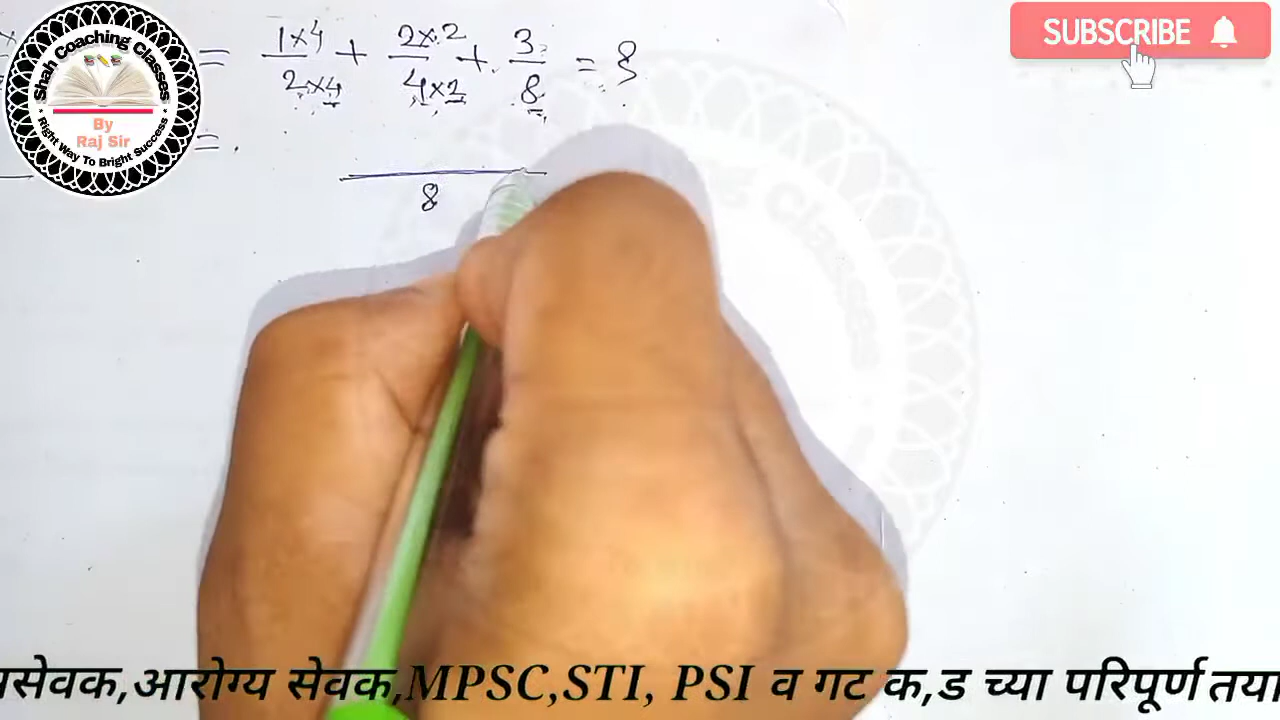 Shah Coaching Classes
By
Raj Sir
Right Way To Bright Success
SUBSCRIBE
= 1×4/2×4 + 2×2/4×2 + 3/8 = 8
=
8
सेवक,आरोग्य सेवक,MPSC,STI, PSI व गट क,ड च्या परिपूर्ण तया